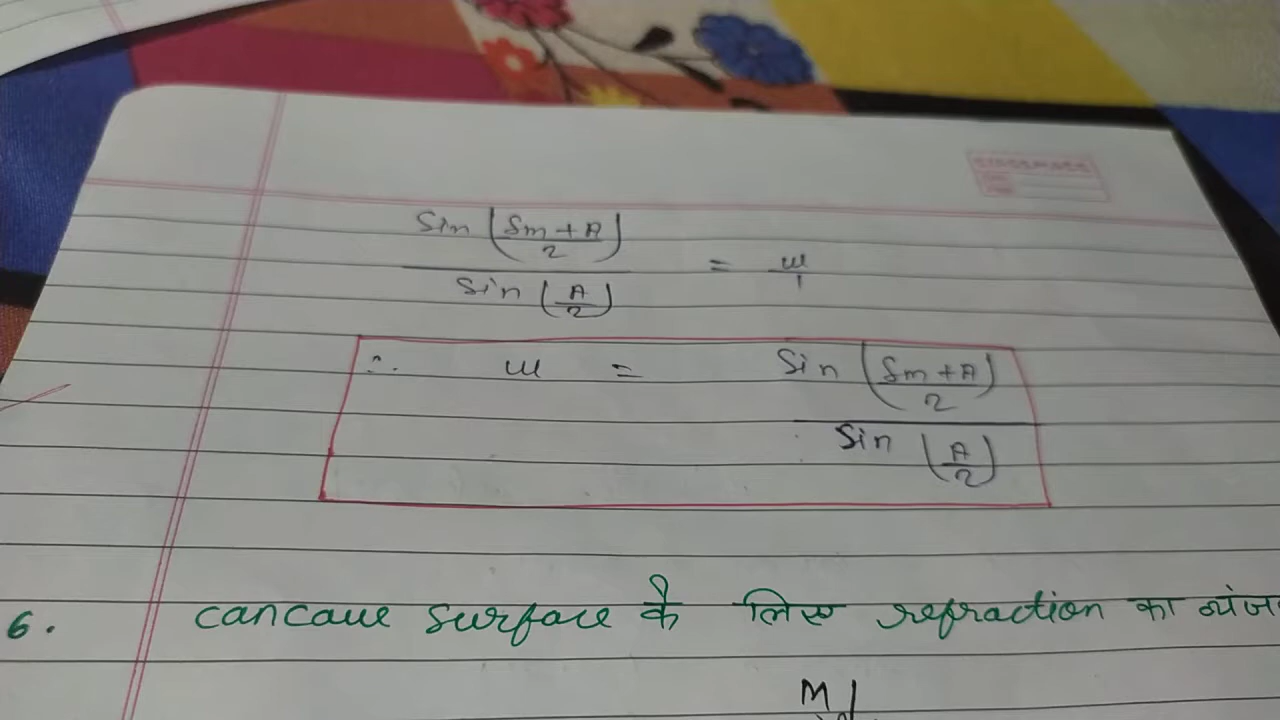 Sin (δm + A / 2) / Sin (A / 2) = μ / 1
∴ μ = Sin (δm + A / 2) / Sin (A / 2)
6. cancave surface के लिए refraction का व्यंज
M